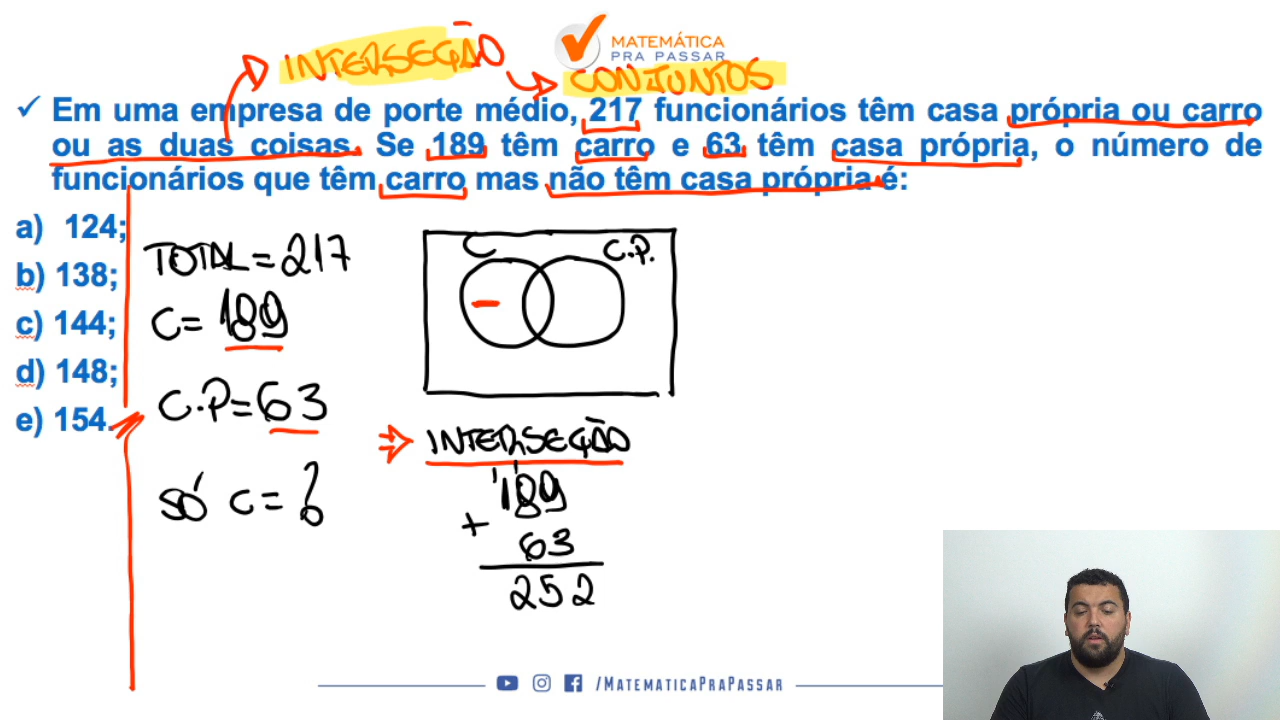 INTERSEÇÃO
MATEMÁTICA
PRA PASSAR
CONJUNTOS
✓ Em uma empresa de porte médio, 217 funcionários têm casa própria ou carro
ou as duas coisas. Se 189 têm carro e 63 têm casa própria, o número de
funcionários que têm carro mas não têm casa própria é:
a) 124;
b) 138;
c) 144;
d) 148;
e) 154.
TOTAL = 217
C = 189
C.P = 63
SÓ C = ?
C
C.P.
⇒ INTERSEÇÃO
11
189
+
63
252
/MATEMATICAPRAPASSAR